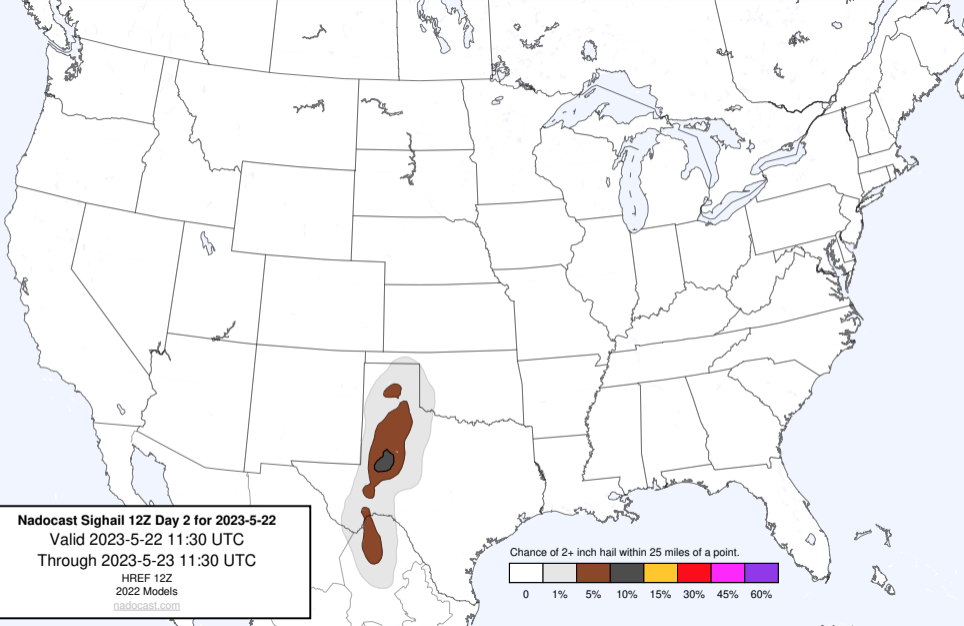 Nadocast Sighail 12Z Day 2 for 2023-5-22
Valid 2023-5-22 11:30 UTC
Through 2023-5-23 11:30 UTC
HREF 12Z
2022 Models
nadocast.com
Chance of 2+ inch hail within 25 miles of a point.
0 1% 5% 10% 15% 30% 45% 60%